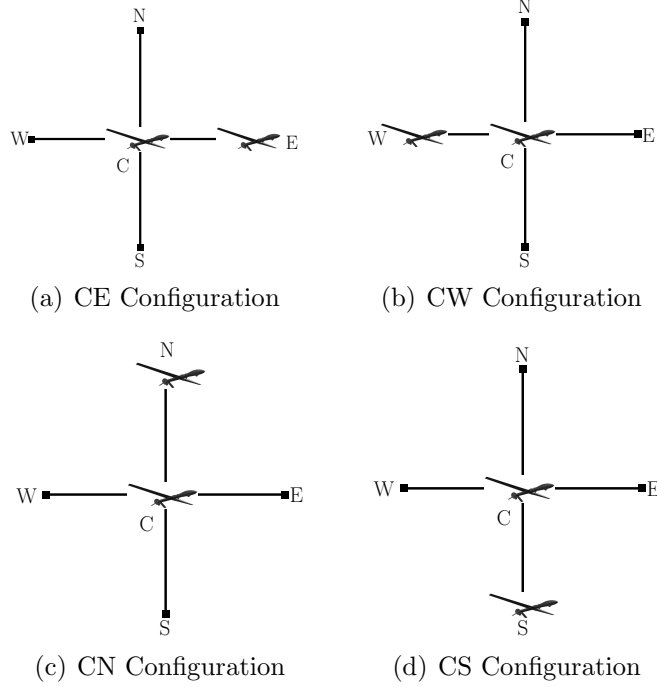 N
N
W
E
W
E
C
C
S
S
(a) CE Configuration
(b) CW Configuration
N
N
W
E
W
E
C
C
S
S
(c) CN Configuration
(d) CS Configuration